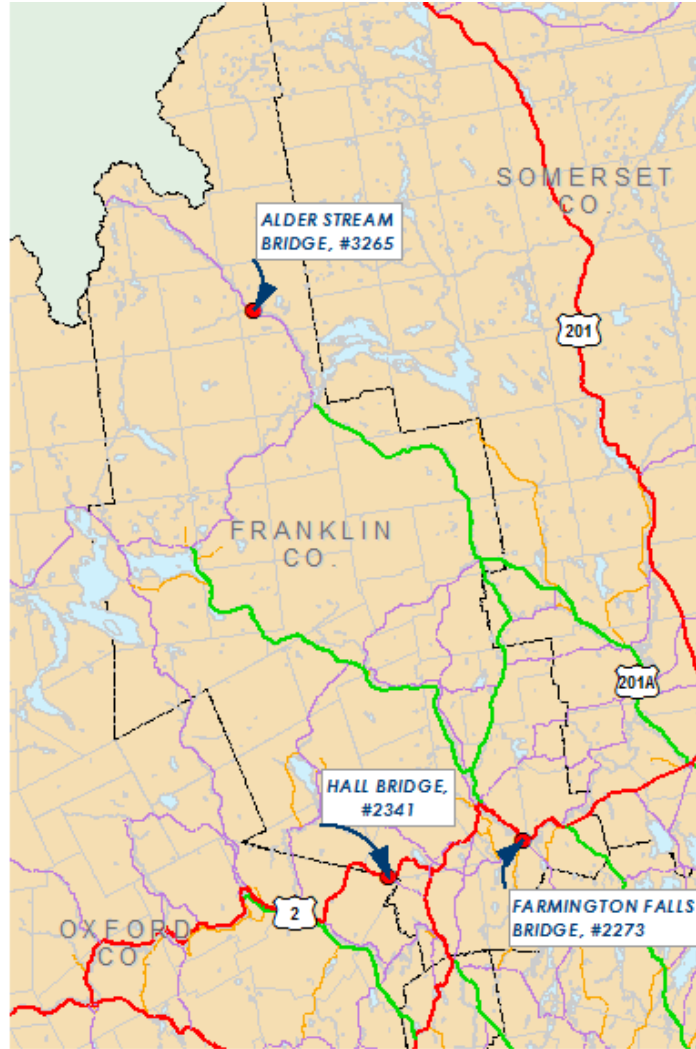 SOMERSET
CO.
ALDER STREAM
BRIDGE, #3265
201
FRANKLIN
CO.
201A
HALL BRIDGE,
#2341
FARMINGTON FALLS
BRIDGE, #2273
2
OXFORD
CO.